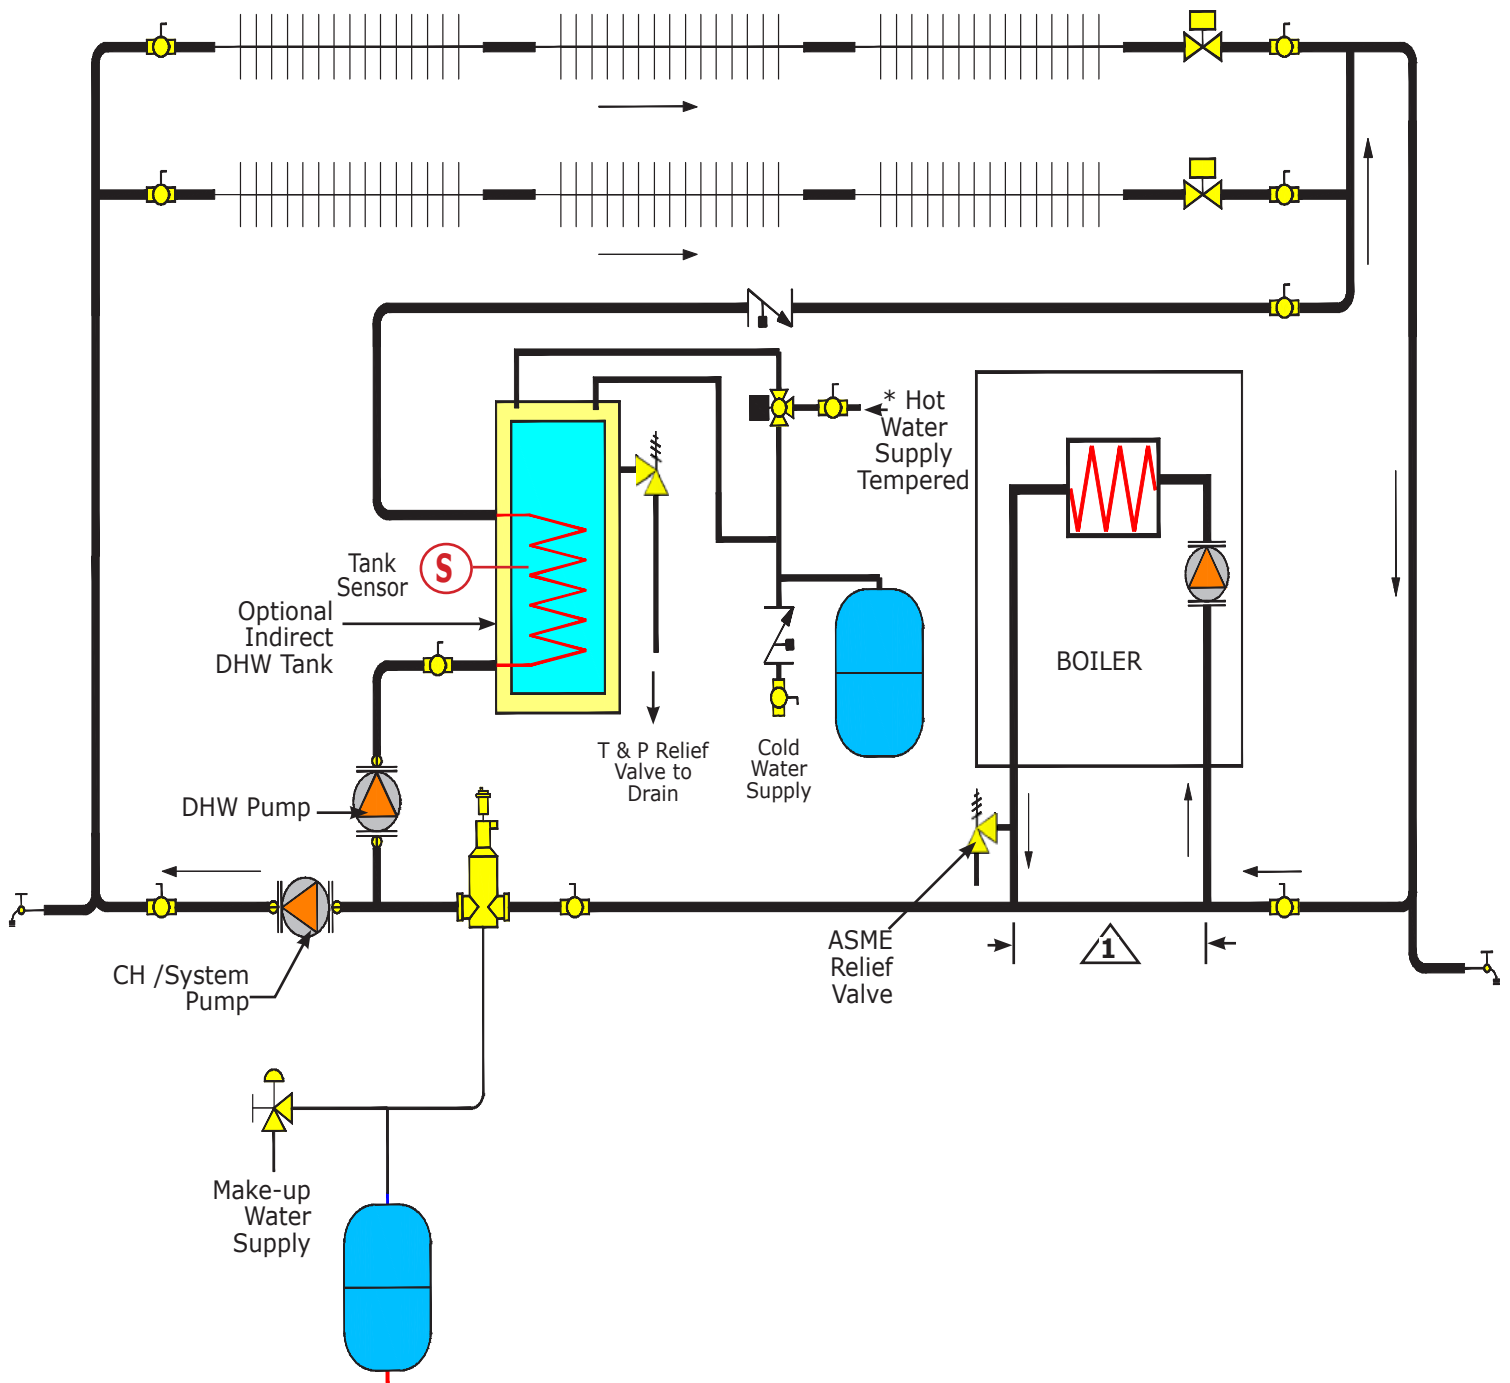 * Hot
Water
Supply
Tempered
Tank
Sensor
S
Optional
Indirect
DHW Tank
BOILER
T & P Relief
Valve to
Drain
Cold
Water
Supply
DHW Pump
CH /System
Pump
ASME
Relief
Valve
1
Make-up
Water
Supply